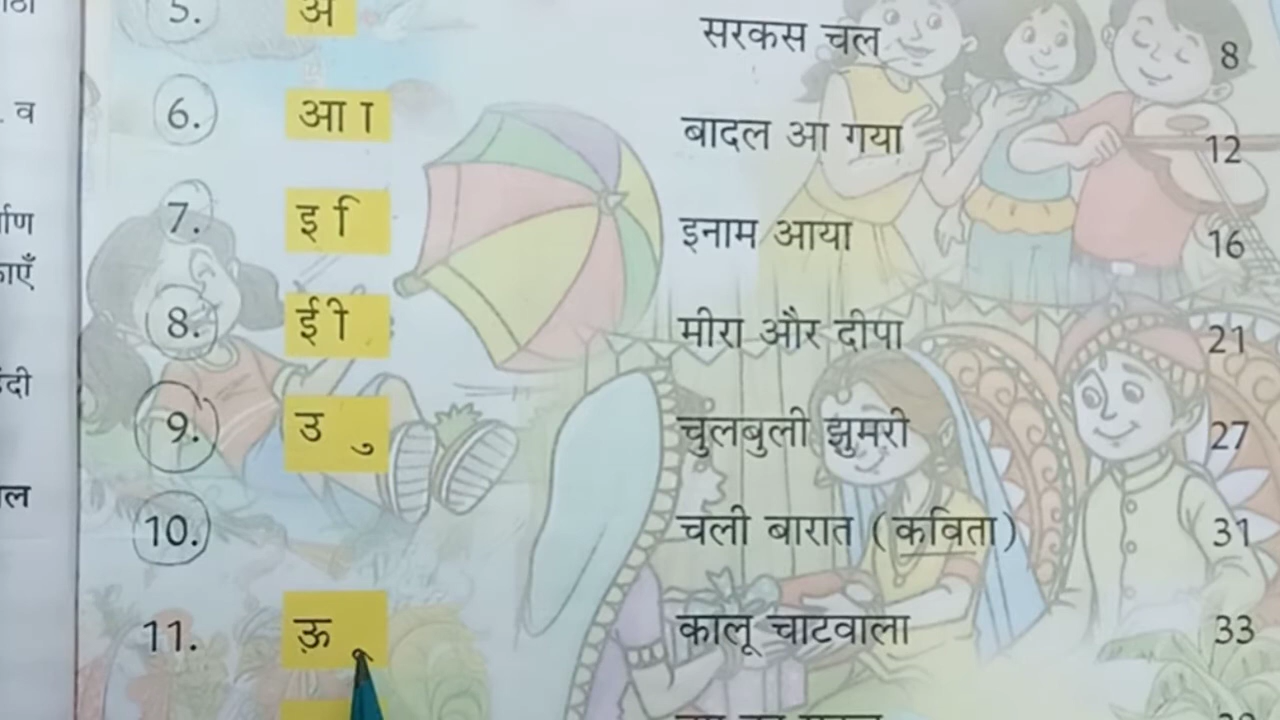 5. अ सरकस चल 8
6. आ ा बादल आ गया 12
7. इ ि इनाम आया 16
8. ई ी मीरा और दीपा 21
9. उ ु चुलबुली झुमरी 27
10. चली बारात (कविता) 31
11. ऊ ू कालू चाटवाला 33